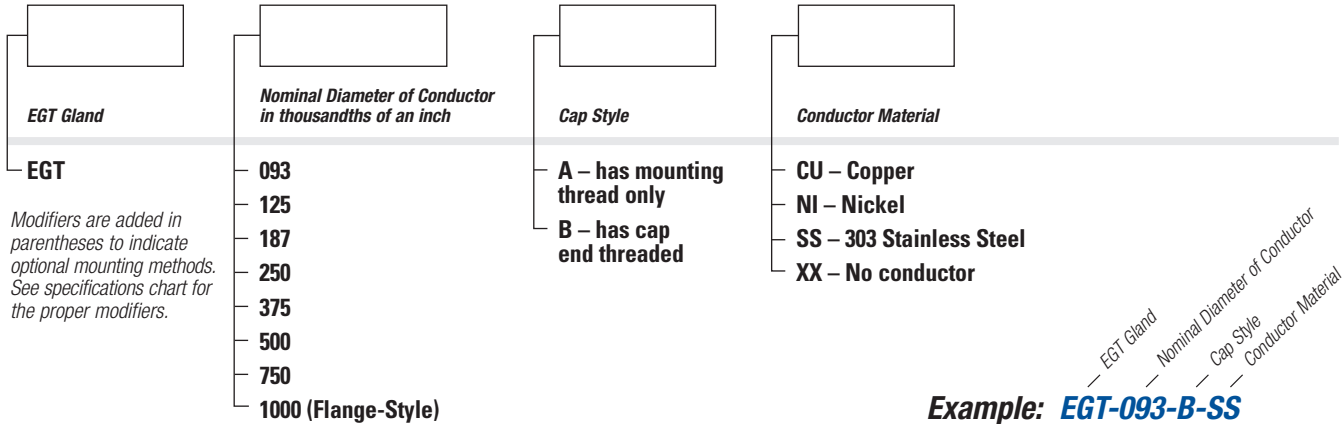 EGT Gland
Nominal Diameter of Conductor
in thousandths of an inch
Cap Style
Conductor Material
EGT
Modifiers are added in
parentheses to indicate
optional mounting methods.
See specifications chart for
the proper modifiers.
093
125
187
250
375
500
750
1000 (Flange-Style)
A – has mounting
thread only
B – has cap
end threaded
CU – Copper
NI – Nickel
SS – 303 Stainless Steel
XX – No conductor
EGT Gland
Nominal Diameter of Conductor
Cap Style
Conductor Material
Example: EGT-093-B-SS